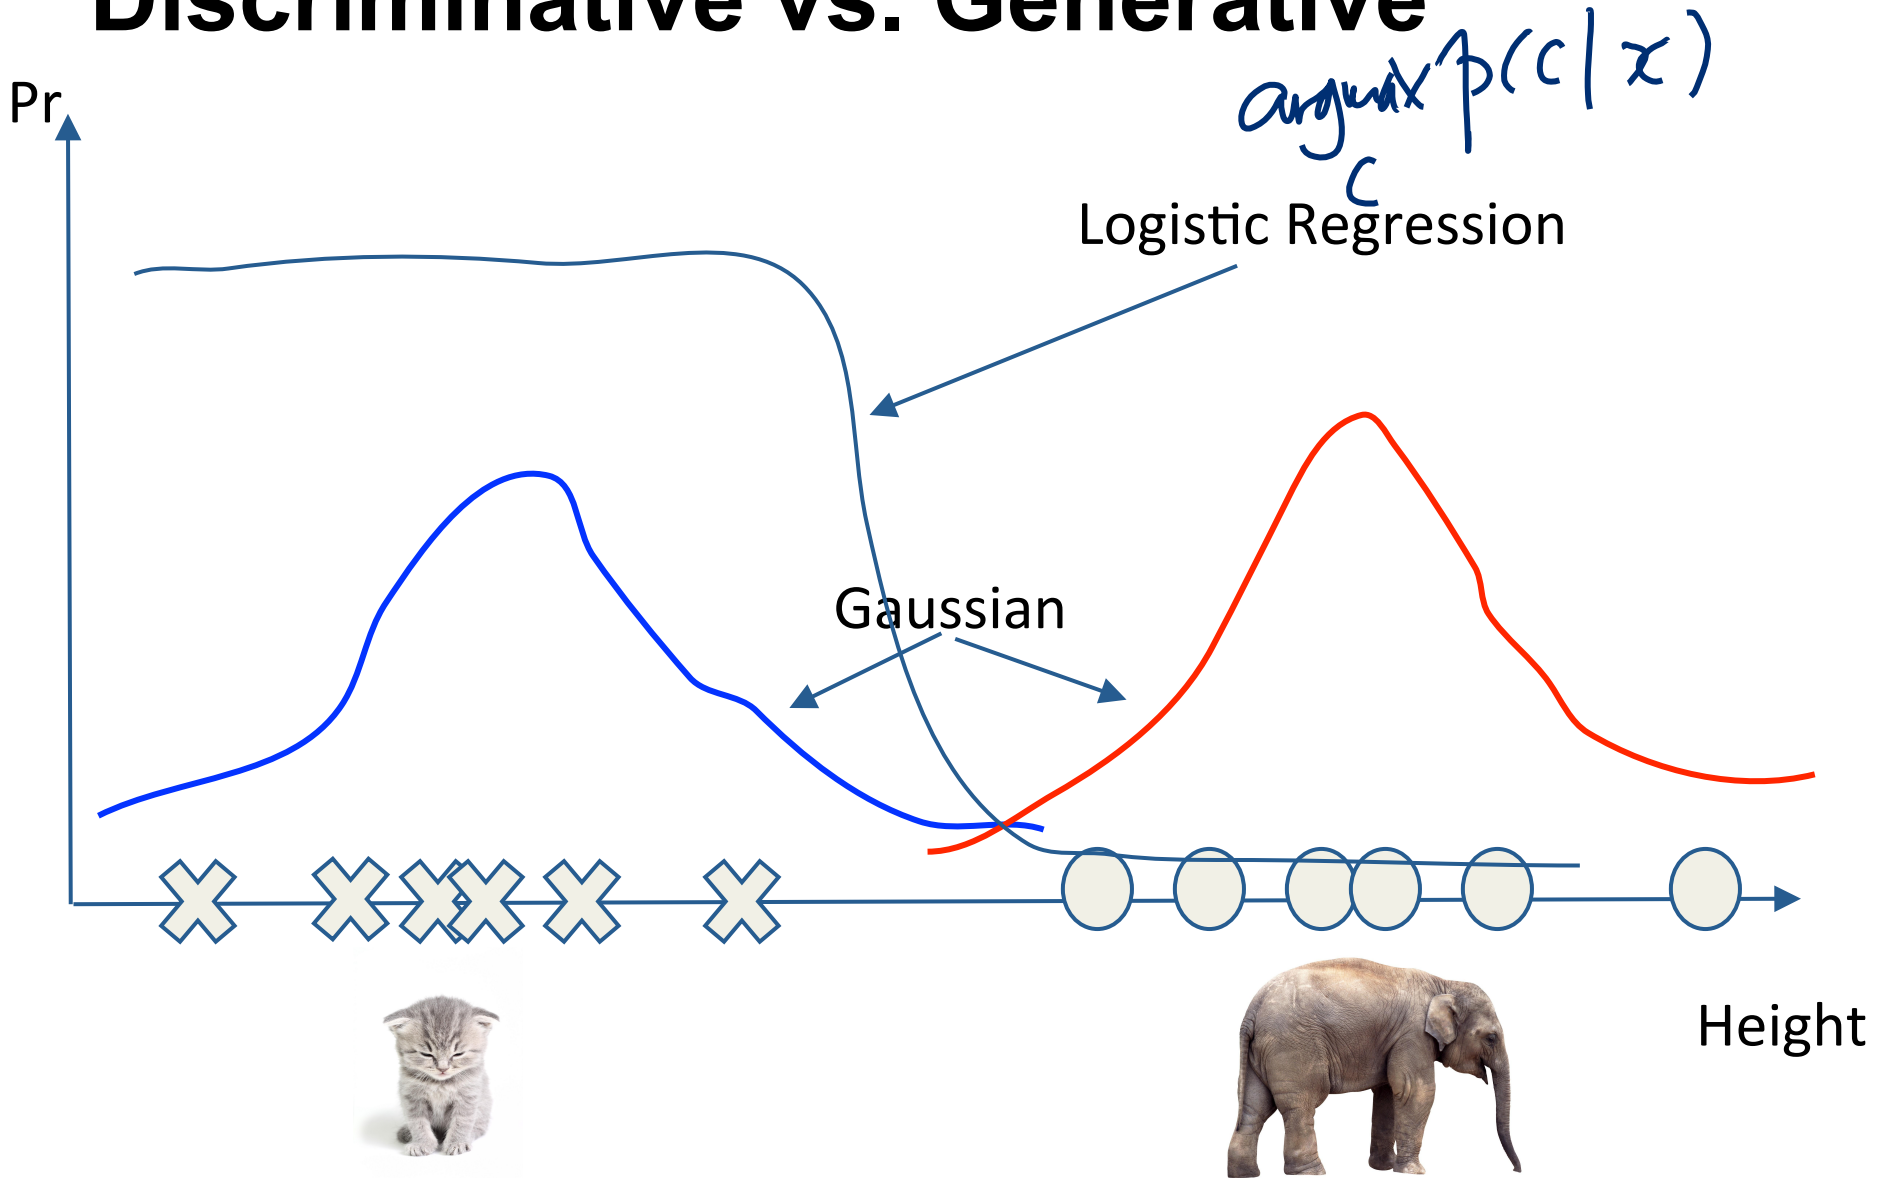 Discriminative vs. Generative
argmax p(c|x)
c
Pr
Logistic Regression
Gaussian
Height